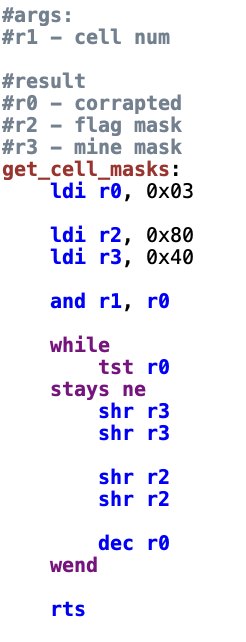 #args:
#r1 - cell num
#result
#r0 - corrapted
#r2 - flag mask
#r3 - mine mask
get_cell_masks:
ldi r0, 0x03
ldi r2, 0x80
ldi r3, 0x40
and r1, r0
while
tst r0
stays ne
shr r3
shr r3
shr r2
shr r2
dec r0
wend
rts